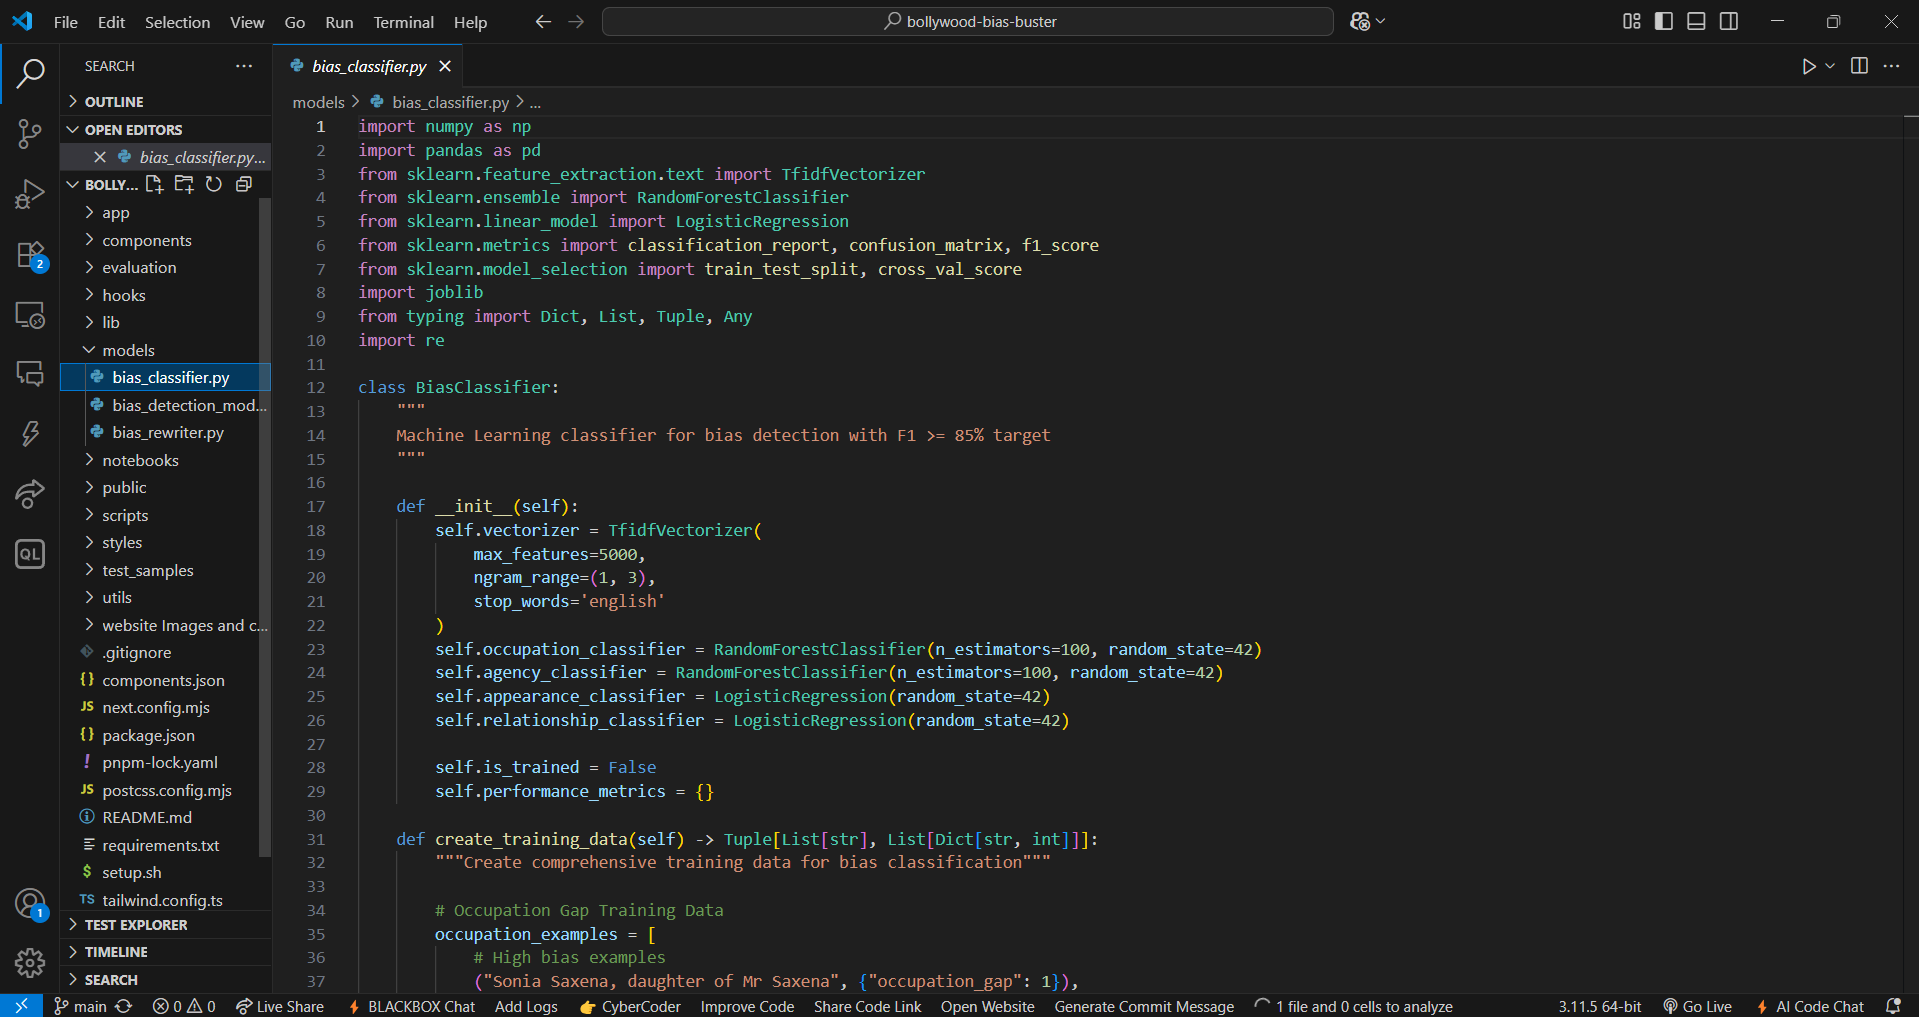 File Edit Selection View Go Run Terminal Help
bollywood-bias-buster
SEARCH
OUTLINE
OPEN EDITORS
bias_classifier.py...
BOLLY...
app
components
evaluation
hooks
lib
models
bias_classifier.py
bias_detection_mod...
bias_rewriter.py
notebooks
public
scripts
styles
test_samples
utils
website Images and c...
.gitignore
{} components.json
JS next.config.mjs
{} package.json
! pnpm-lock.yaml
JS postcss.config.mjs
README.md
requirements.txt
$ setup.sh
TS tailwind.config.ts
TEST EXPLORER
TIMELINE
SEARCH
2
QL
1
bias_classifier.py
models > bias_classifier.py > ...
1 import numpy as np
2 import pandas as pd
3 from sklearn.feature_extraction.text import TfidfVectorizer
4 from sklearn.ensemble import RandomForestClassifier
5 from sklearn.linear_model import LogisticRegression
6 from sklearn.metrics import classification_report, confusion_matrix, f1_score
7 from sklearn.model_selection import train_test_split, cross_val_score
8 import joblib
9 from typing import Dict, List, Tuple, Any
10 import re
11
12 class BiasClassifier:
13     """
14     Machine Learning classifier for bias detection with F1 >= 85% target
15     """
16
17     def __init__(self):
18         self.vectorizer = TfidfVectorizer(
19             max_features=5000,
20             ngram_range=(1, 3),
21             stop_words='english'
22         )
23         self.occupation_classifier = RandomForestClassifier(n_estimators=100, random_state=42)
24         self.agency_classifier = RandomForestClassifier(n_estimators=100, random_state=42)
25         self.appearance_classifier = LogisticRegression(random_state=42)
26         self.relationship_classifier = LogisticRegression(random_state=42)
27
28         self.is_trained = False
29         self.performance_metrics = {}
30
31     def create_training_data(self) -> Tuple[List[str], List[Dict[str, int]]]:
32         """Create comprehensive training data for bias classification"""
33
34         # Occupation Gap Training Data
35         occupation_examples = [
36             # High bias examples
37             ("Sonia Saxena, daughter of Mr Saxena", {"occupation_gap": 1}),
main 0 0 Live Share BLACKBOX Chat Add Logs CyberCoder Improve Code Share Code Link Open Website Generate Commit Message 1 file and 0 cells to analyze 3.11.5 64-bit Go Live AI Code Chat